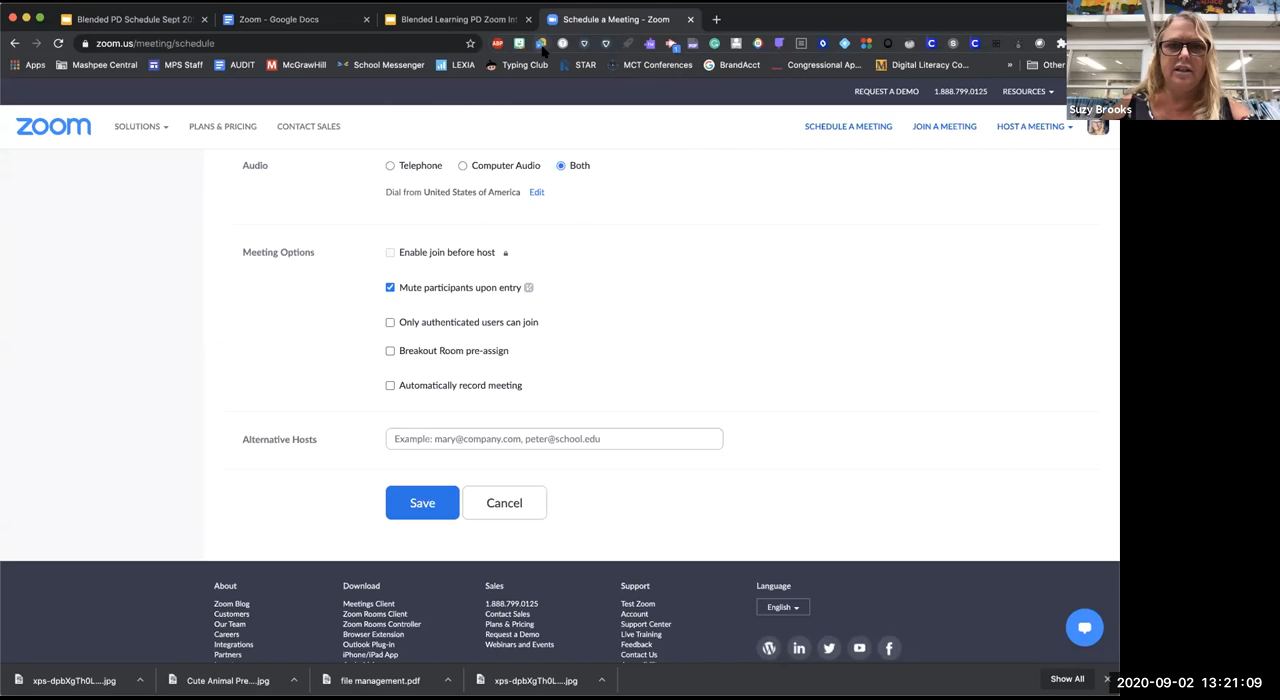 Blended PD Schedule Sept 20
Zoom - Google Docs
Blended Learning PD Zoom Int
Schedule a Meeting - Zoom
zoom.us/meeting/schedule
Apps
Mashpee Central
MPS Staff
AUDIT
McGrawHill
School Messenger
LEXIA
Typing Club
STAR
MCT Conferences
BrandAcct
Congressional Ap...
Digital Literacy Co...
»
Other
Suzy Brooks
REQUEST A DEMO
1.888.799.0125
RESOURCES
zoom
SOLUTIONS
PLANS & PRICING
CONTACT SALES
SCHEDULE A MEETING
JOIN A MEETING
HOST A MEETING
Audio
Telephone
Computer Audio
Both
Dial from United States of America Edit
Meeting Options
Enable join before host
Mute participants upon entry
Only authenticated users can join
Breakout Room pre-assign
Automatically record meeting
Alternative Hosts
Example: mary@company.com, peter@school.edu
Save
Cancel
About
Zoom Blog
Customers
Our Team
Careers
Integrations
Partners
Download
Meetings Client
Zoom Rooms Client
Zoom Rooms Controller
Browser Extension
Outlook Plug-in
iPhone/iPad App
Sales
1.888.799.0125
Contact Sales
Plans & Pricing
Request a Demo
Webinars and Events
Support
Test Zoom
Account
Support Center
Live Training
Feedback
Contact Us
Language
English
xps-dpbXgTh0L....jpg
Cute Animal Pre....jpg
file management.pdf
xps-dpbXgTh0L....jpg
Show All
2020-09-02 13:21:09